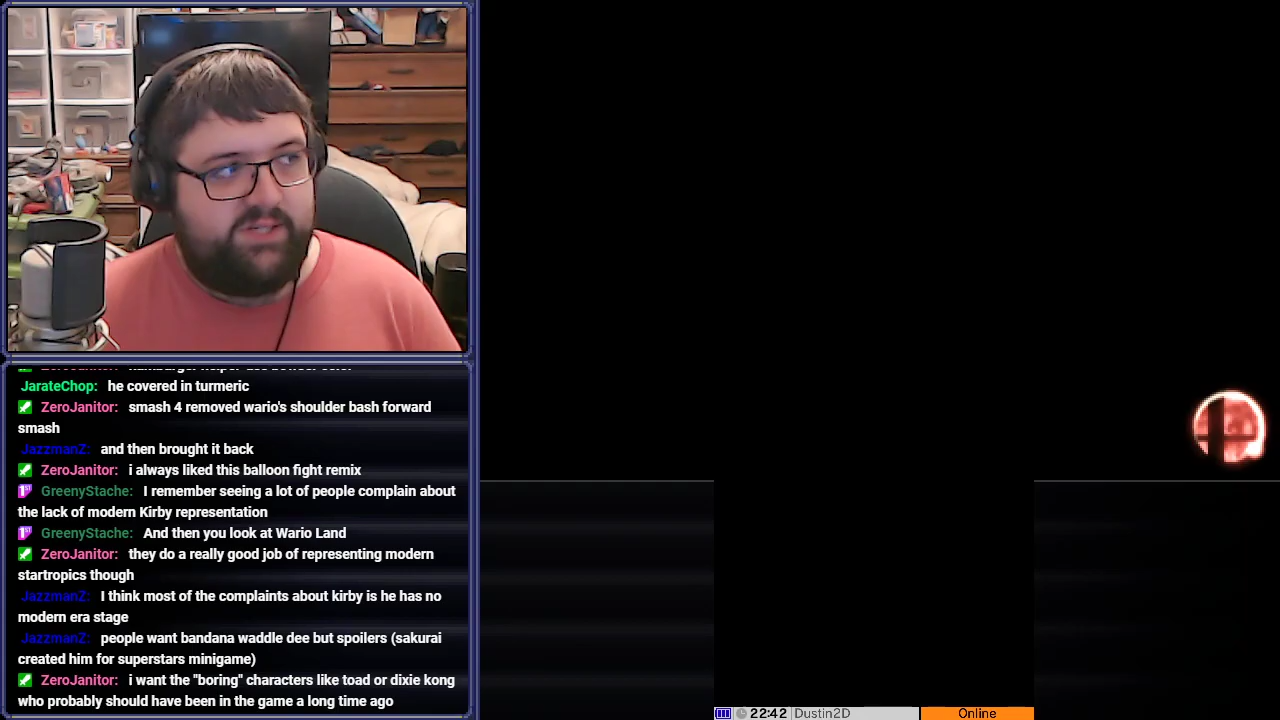 JarateChop: he covered in turmeric
ZeroJanitor: smash 4 removed wario's shoulder bash forward
smash
JazzmanZ: and then brought it back
ZeroJanitor: i always liked this balloon fight remix
GreenyStache: I remember seeing a lot of people complain about
the lack of modern Kirby representation
GreenyStache: And then you look at Wario Land
ZeroJanitor: they do a really good job of representing modern
startropics though
JazzmanZ: I think most of the complaints about kirby is he has no
modern era stage
JazzmanZ: people want bandana waddle dee but spoilers (sakurai
created him for superstars minigame)
ZeroJanitor: i want the "boring" characters like toad or dixie kong
who probably should have been in the game a long time ago
22:42 Dustin2D Online